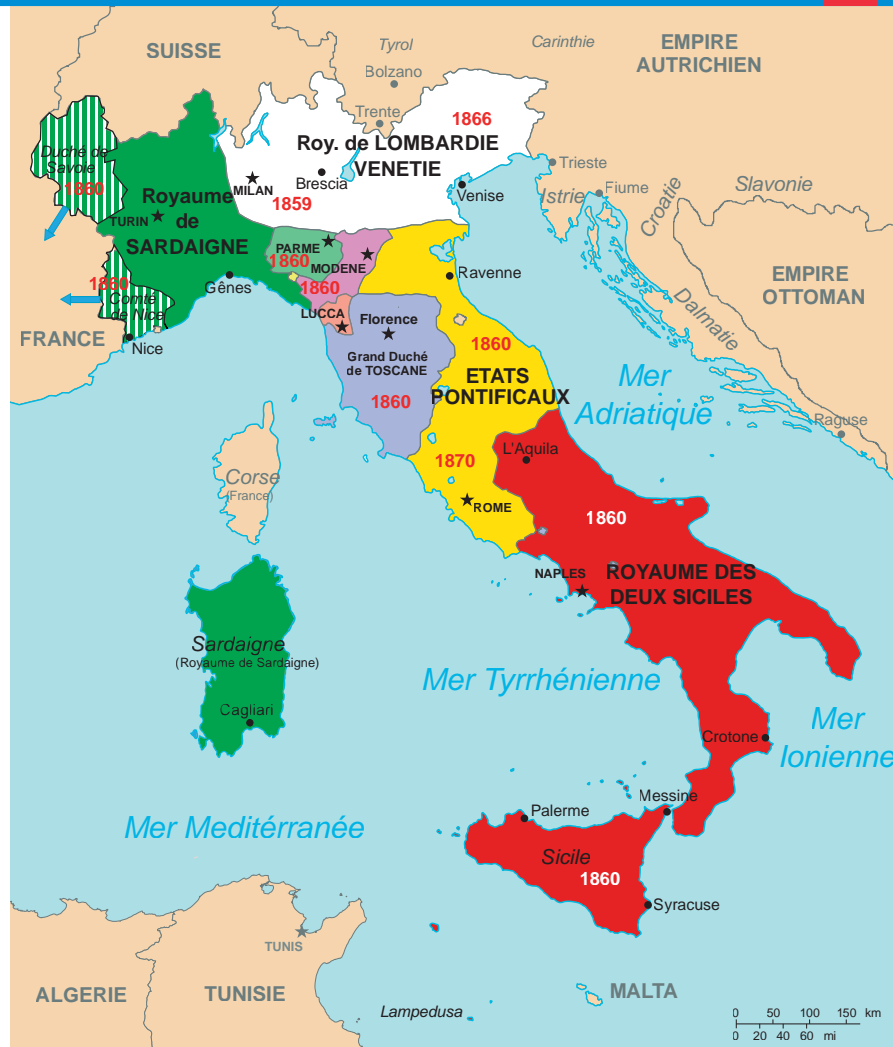 SUISSE
Tyrol
Carinthie
EMPIRE
AUTRICHIEN
Bolzano
Trente
1866
Roy. de LOMBARDIE
VENETIE
Duché de
Savoie
1860
MILAN
Brescia
1859
Venise
Trieste
Istrie
Fiume
Croatie
Slavonie
Royaume
de
SARDAIGNE
TURIN
PARME
1860
MODENE
1860
Ravenne
EMPIRE
OTTOMAN
1860
Comté
de Nice
Gênes
LUCCA
Florence
Grand Duché
de TOSCANE
1860
Dalmatie
FRANCE
Nice
1860
ETATS
PONTIFICAUX
Mer
Adriatique
Raguse
Corse
(France)
1870
ROME
L'Aquila
1860
NAPLES
ROYAUME DES
DEUX SICILES
Sardaigne
(Royaume de Sardaigne)
Cagliari
Mer Tyrrhénienne
Mer
Ionienne
Crotone
Mer Meditérranée
Palerme
Messine
Sicile
1860
Syracuse
TUNIS
ALGERIE
TUNISIE
Lampedusa
MALTA
0 50 100 150 km
0 20 40 60 mi